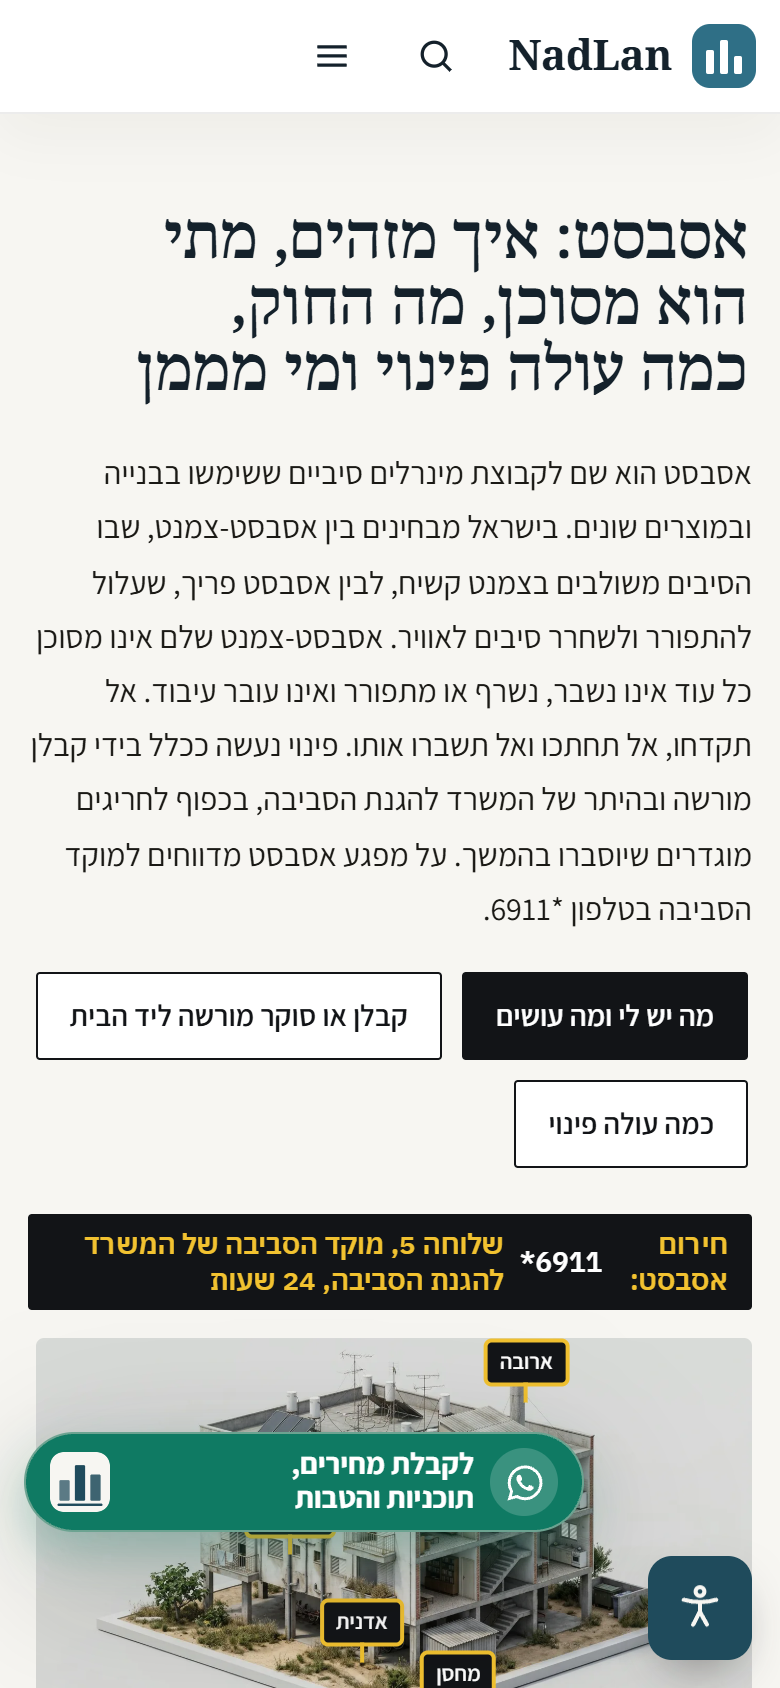 NadLan
אסבסט: איך מזהים, מתי
הוא מסוכן, מה החוק,
כמה עולה פינוי ומי מממן
אסבסט הוא שם לקבוצת מינרלים סיביים ששימשו בבנייה
ובמוצרים שונים. בישראל מבחינים בין אסבסט-צמנט, שבו
הסיבים משולבים בצמנט קשיח, לבין אסבסט פריך, שעלול
להתפורר ולשחרר סיבים לאוויר. אסבסט-צמנט שלם אינו מסוכן
כל עוד אינו נשבר, נשרף או מתפורר ואינו עובר עיבוד. אל
תקדחו, אל תחתכו ואל תשברו אותו. פינוי נעשה ככלל בידי קבלן
מורשה ובהיתר של המשרד להגנת הסביבה, בכפוף לחריגים
מוגדרים שיוסברו בהמשך. על מפגע אסבסט מדווחים למוקד
הסביבה בטלפון *6911.
מה יש לי ומה עושים
קבלן או סוקר מורשה ליד הבית
כמה עולה פינוי
חירום
אסבסט:
*6911
שלוחה 5, מוקד הסביבה של המשרד
להגנת הסביבה, 24 שעות
ארובה
לקבלת מחירים,
תוכניות והטבות
אדנית
מחסן